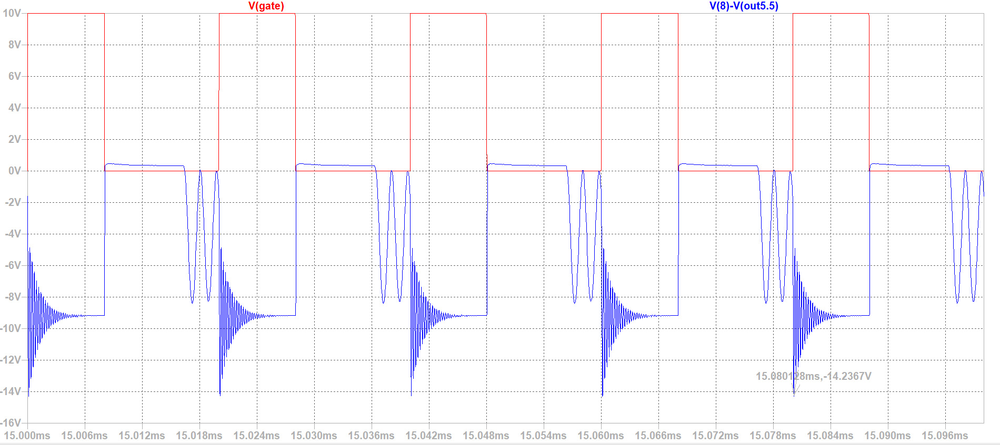 V(gate) V(8)-V(out5.5)
10V
8V
6V
4V
2V
0V
-2V
-4V
-6V
-8V
-10V
-12V
15.080128ms,-14.2367V
-14V
-16V
15.000ms 15.006ms 15.012ms 15.018ms 15.024ms 15.030ms 15.036ms 15.042ms 15.048ms 15.054ms 15.060ms 15.066ms 15.072ms 15.078ms 15.084ms 15.090ms 15.096ms